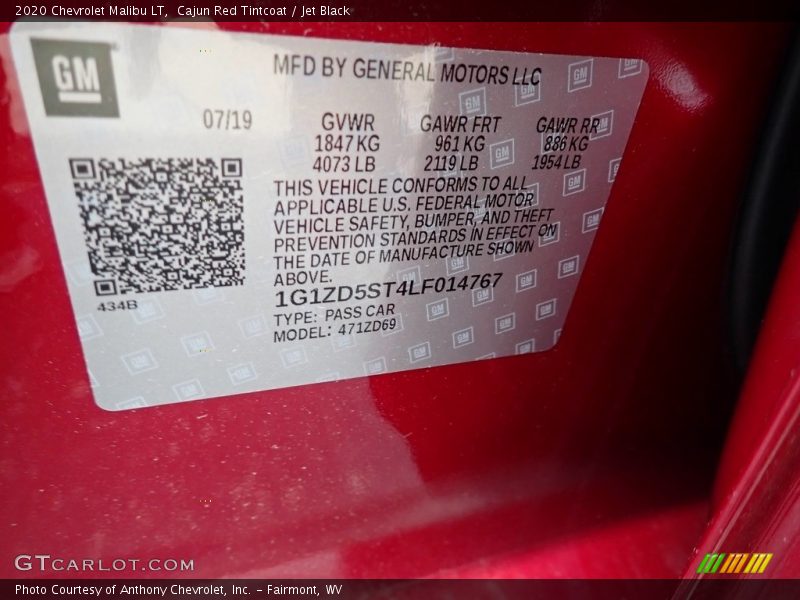 2020 Chevrolet Malibu LT, Cajun Red Tintcoat / Jet Black
GM
MFD BY GENERAL MOTORS LLC
07/19
GVWR GAWR FRT GAWR RR
1847 KG 961 KG 886 KG
4073 LB 2119 LB 1954 LB
THIS VEHICLE CONFORMS TO ALL
APPLICABLE U.S. FEDERAL MOTOR
VEHICLE SAFETY, BUMPER, AND THEFT
PREVENTION STANDARDS IN EFFECT ON
THE DATE OF MANUFACTURE SHOWN
ABOVE.
434B
1G1ZD5ST4LF014767
TYPE: PASS CAR
MODEL: 471ZD69
GTCARLOT.COM
Photo Courtesy of Anthony Chevrolet, Inc. - Fairmont, WV